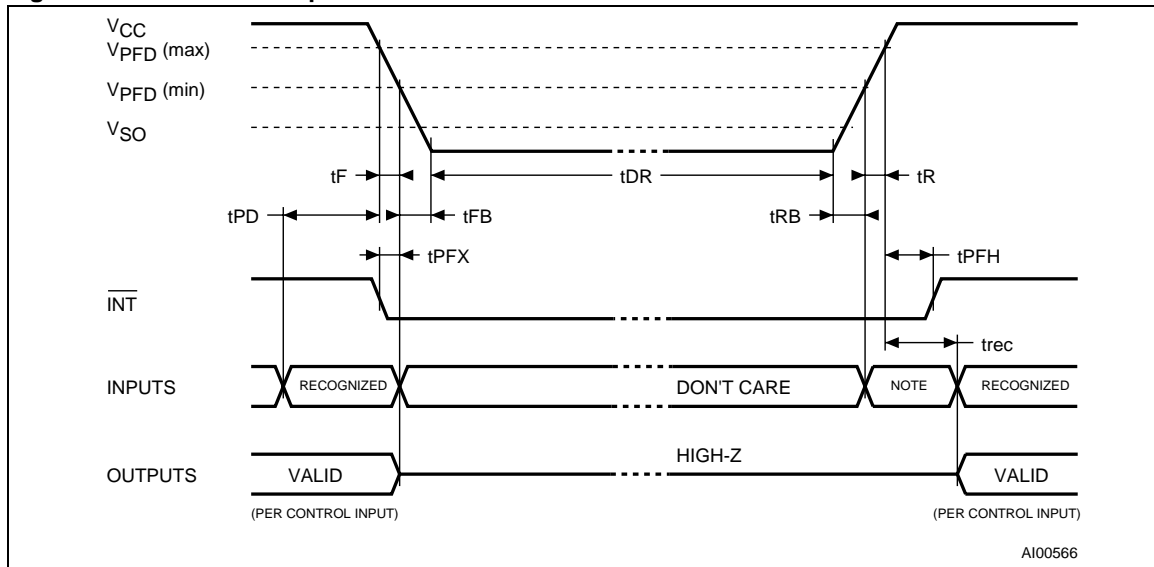 VCC
VPFD (max)
VPFD (min)
VSO
tF
tDR
tR
tPD
tFB
tRB
tPFX
tPFH
INT
trec
INPUTS
RECOGNIZED
DON'T CARE
NOTE
RECOGNIZED
HIGH-Z
OUTPUTS
VALID
VALID
(PER CONTROL INPUT)
(PER CONTROL INPUT)
AI00566